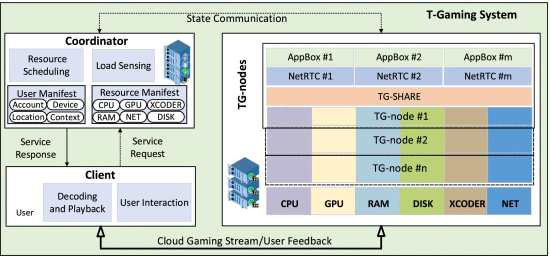 State Communication
T-Gaming System
Coordinator
Resource
Scheduling
Load Sensing
User Manifest
Account
Device
Location
Context
Resource Manifest
CPU
GPU
XCODER
RAM
NET
DISK
Service
Response
Service
Request
Client
User
Decoding
and Playback
User Interaction
TG-nodes
AppBox #1
AppBox #2
AppBox #m
NetRTC #1
NetRTC #2
NetRTC #m
TG-SHARE
TG-node #1
TG-node #2
TG-node #n
CPU
GPU
RAM
DISK
XCODER
NET
Cloud Gaming Stream/User Feedback